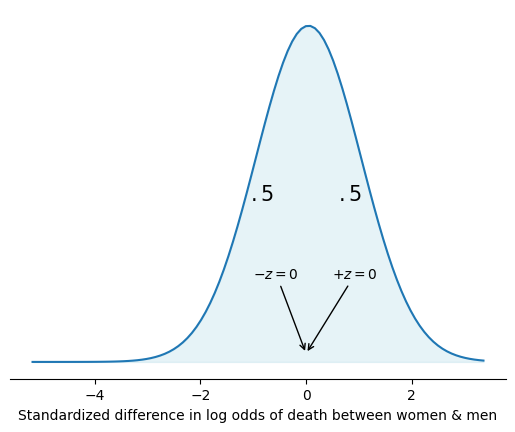 .5 .5
−z = 0 +z = 0
−4 −2 0 2
Standardized difference in log odds of death between women & men